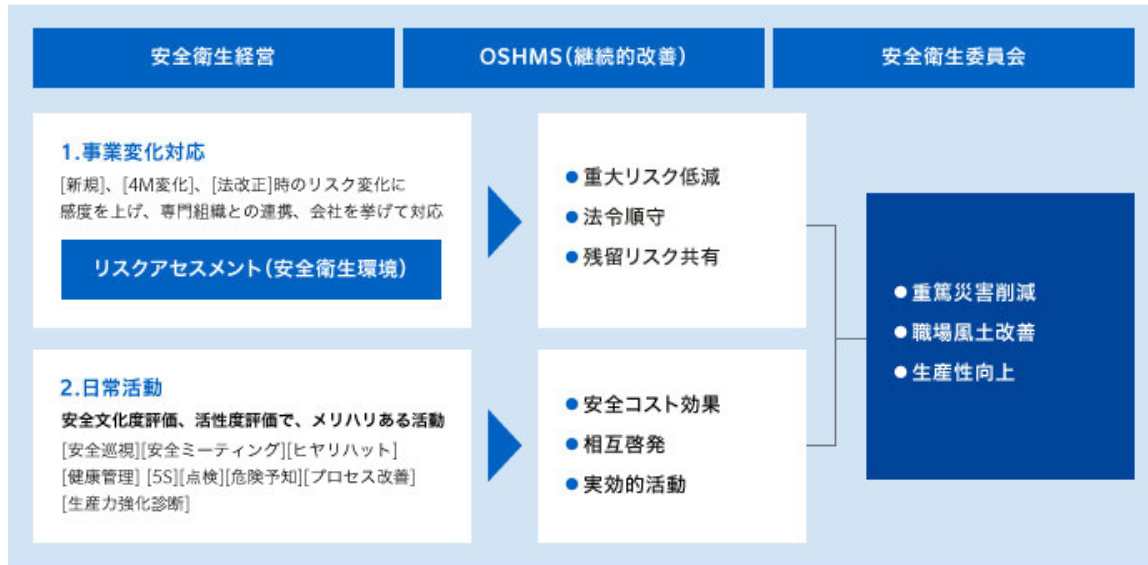 安全衛生経営
OSHMS(継続的改善)
安全衛生委員会
1.事業変化対応
[新規]、[4M変化]、[法改正]時のリスク変化に
感度を上げ、専門組織との連携、会社を挙げて対応
リスクアセスメント(安全衛生環境)
●重大リスク低減
●法令順守
●残留リスク共有
2.日常活動
安全文化度評価、活性度評価で、メリハリある活動
[安全巡視][安全ミーティング][ヒヤリハット]
[健康管理] [5S][点検][危険予知][プロセス改善]
[生産力強化診断]
●安全コスト効果
●相互啓発
●実効的活動
●重篤災害削減
●職場風土改善
●生産性向上